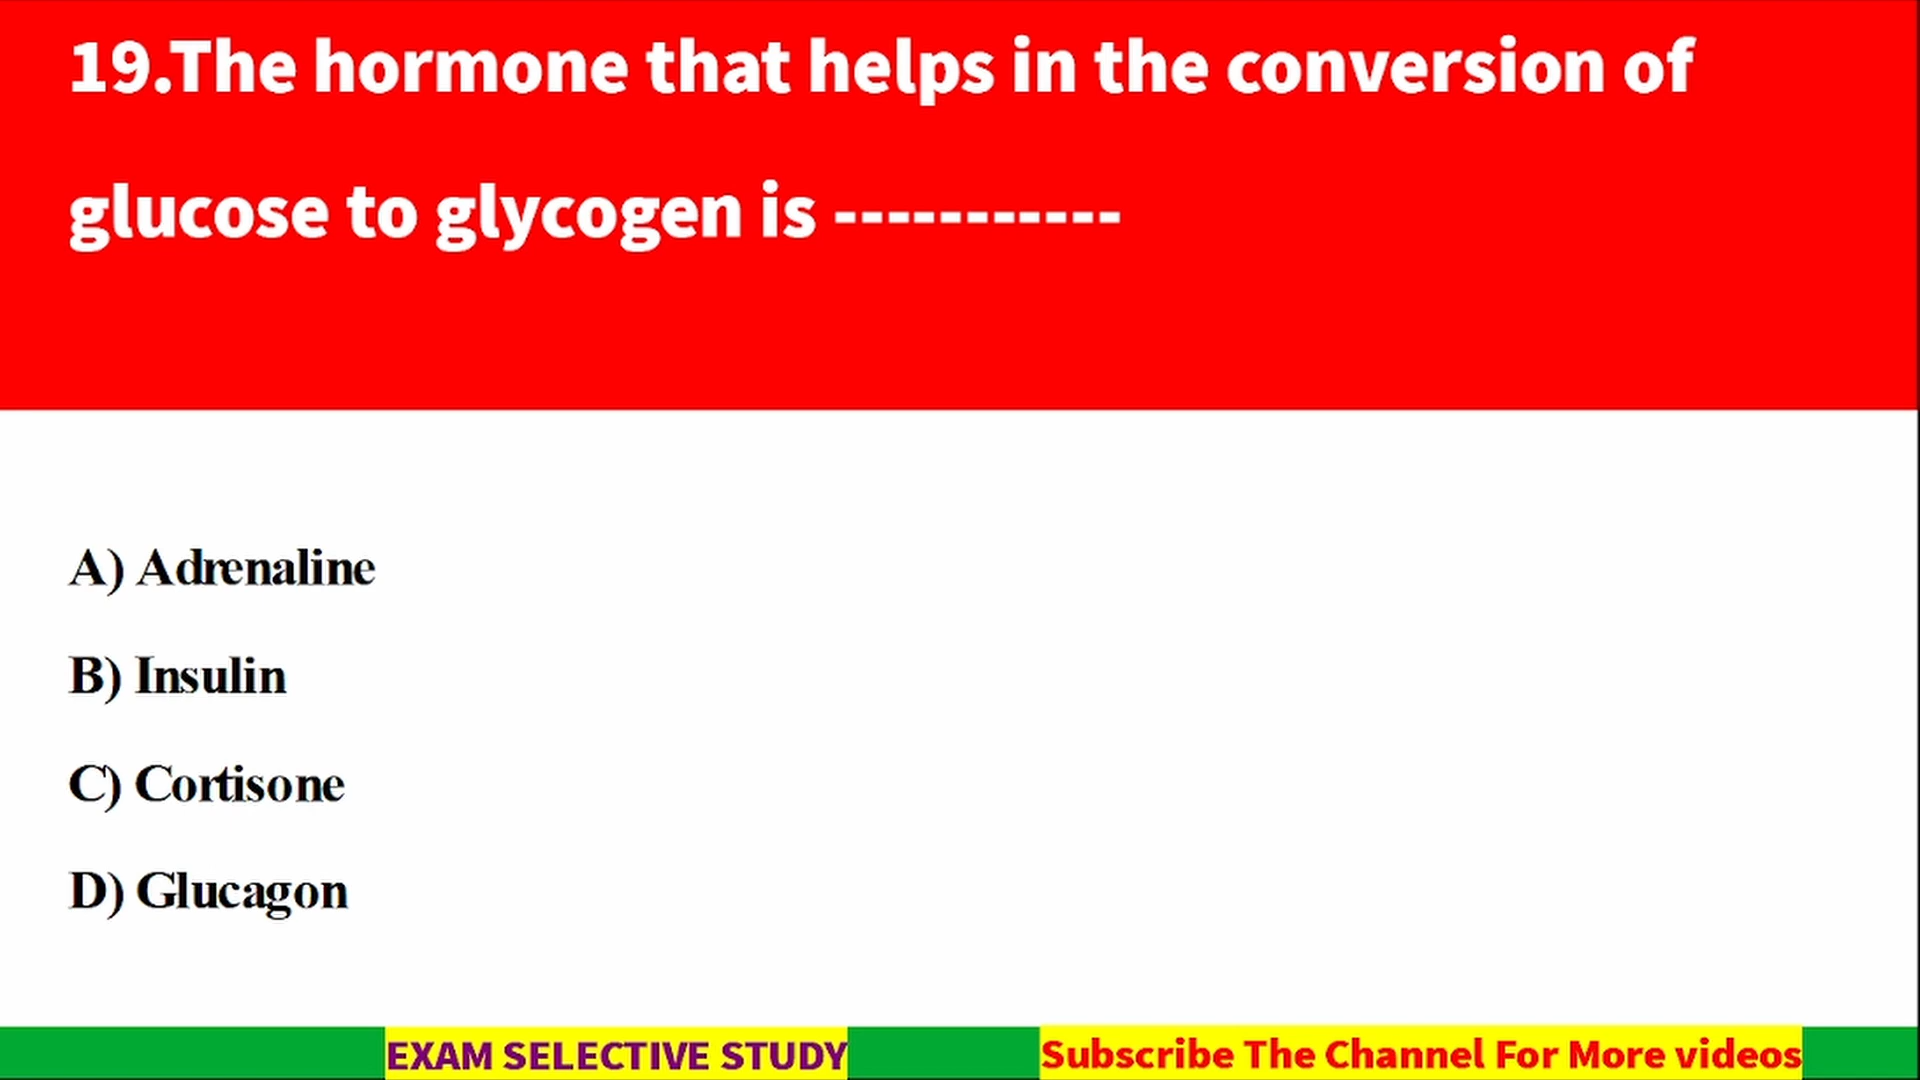 19.The hormone that helps in the conversion of
glucose to glycogen is -----------
A) Adrenaline
B) Insulin
C) Cortisone
D) Glucagon
EXAM SELECTIVE STUDY
Subscribe The Channel For More videos